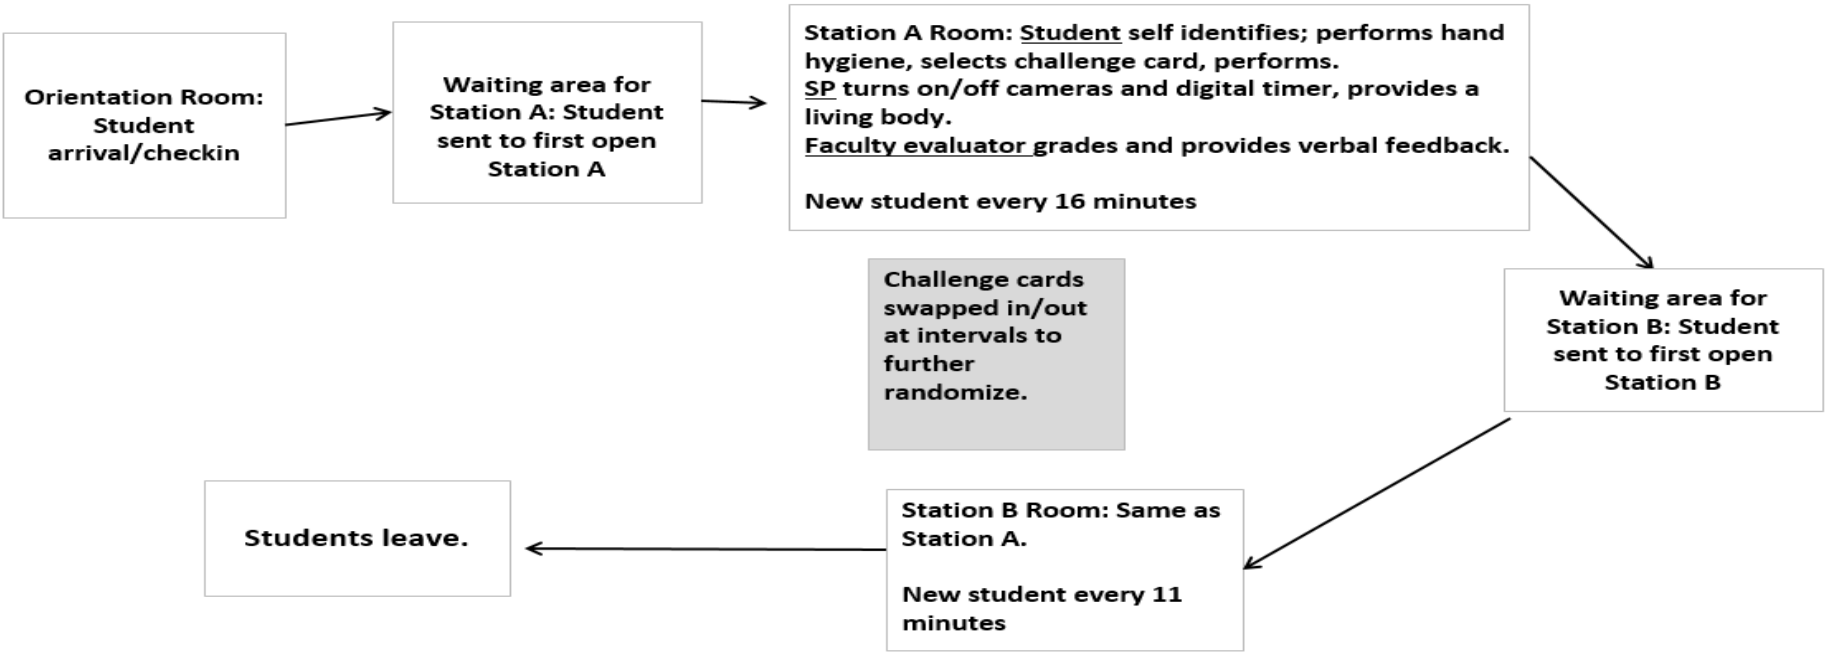 Orientation Room:
Student
arrival/checkin
Waiting area for
Station A: Student
sent to first open
Station A
Station A Room: Student self identifies; performs hand
hygiene, selects challenge card, performs.
SP turns on/off cameras and digital timer, provides a
living body.
Faculty evaluator grades and provides verbal feedback.
New student every 16 minutes
Challenge cards
swapped in/out
at intervals to
further
randomize.
Waiting area for
Station B: Student
sent to first open
Station B
Station B Room: Same as
Station A.
New student every 11
minutes
Students leave.